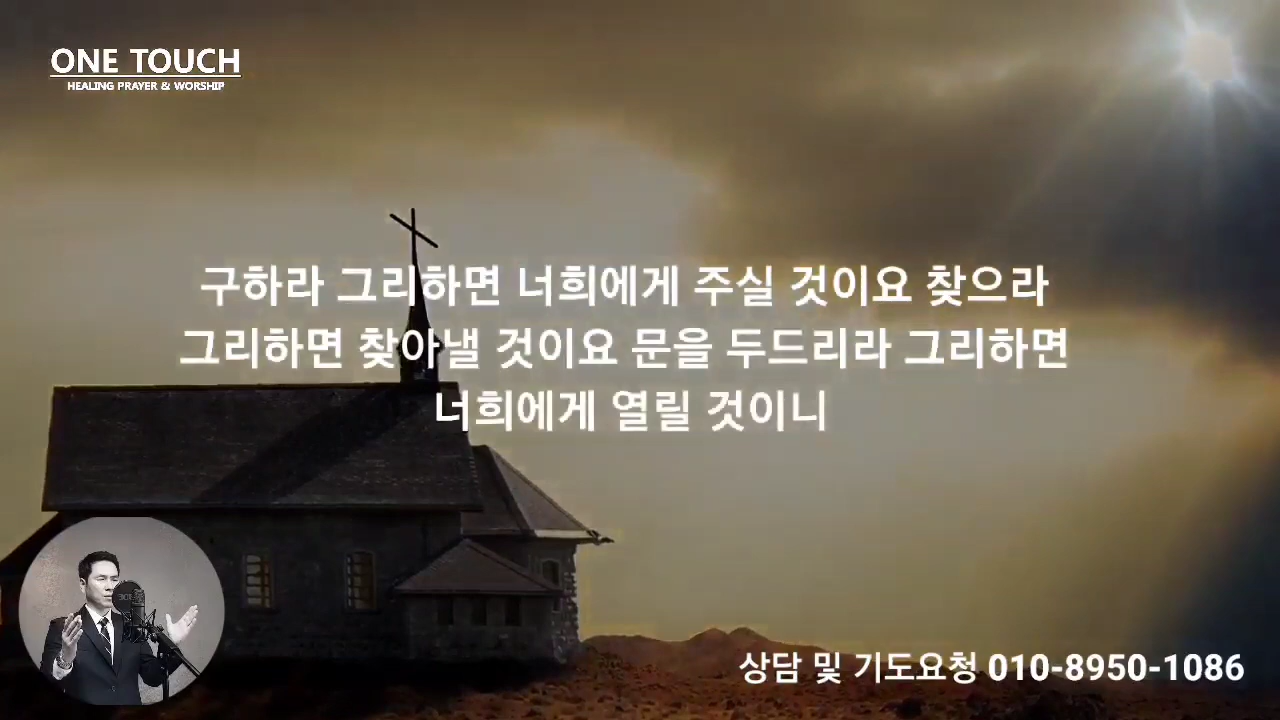 ONE TOUCH
HEALING PRAYER & WORSHIP
구하라 그리하면 너희에게 주실 것이요 찾으라
그리하면 찾아낼 것이요 문을 두드리라 그리하면
너희에게 열릴 것이니
상담 및 기도요청 010-8950-1086